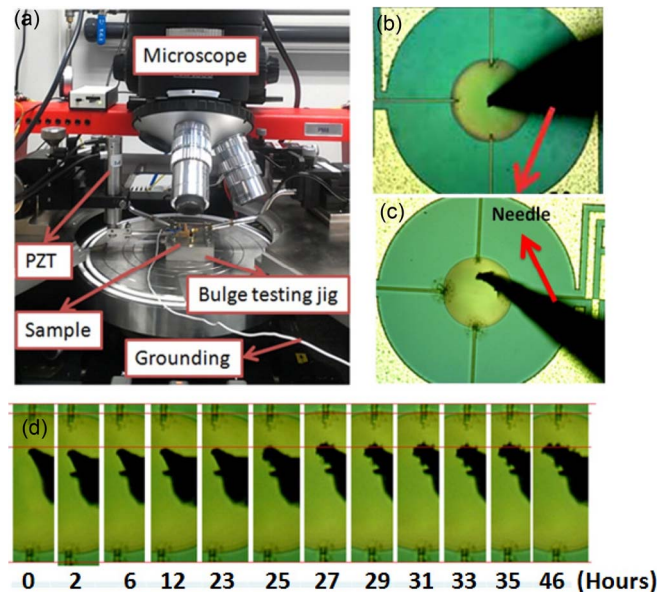 (a)
Microscope
PZT
Sample
Bulge testing jig
Grounding
(b)
(c)
Needle
(d)
0 2 6 12 23 25 27 29 31 33 35 46 (Hours)